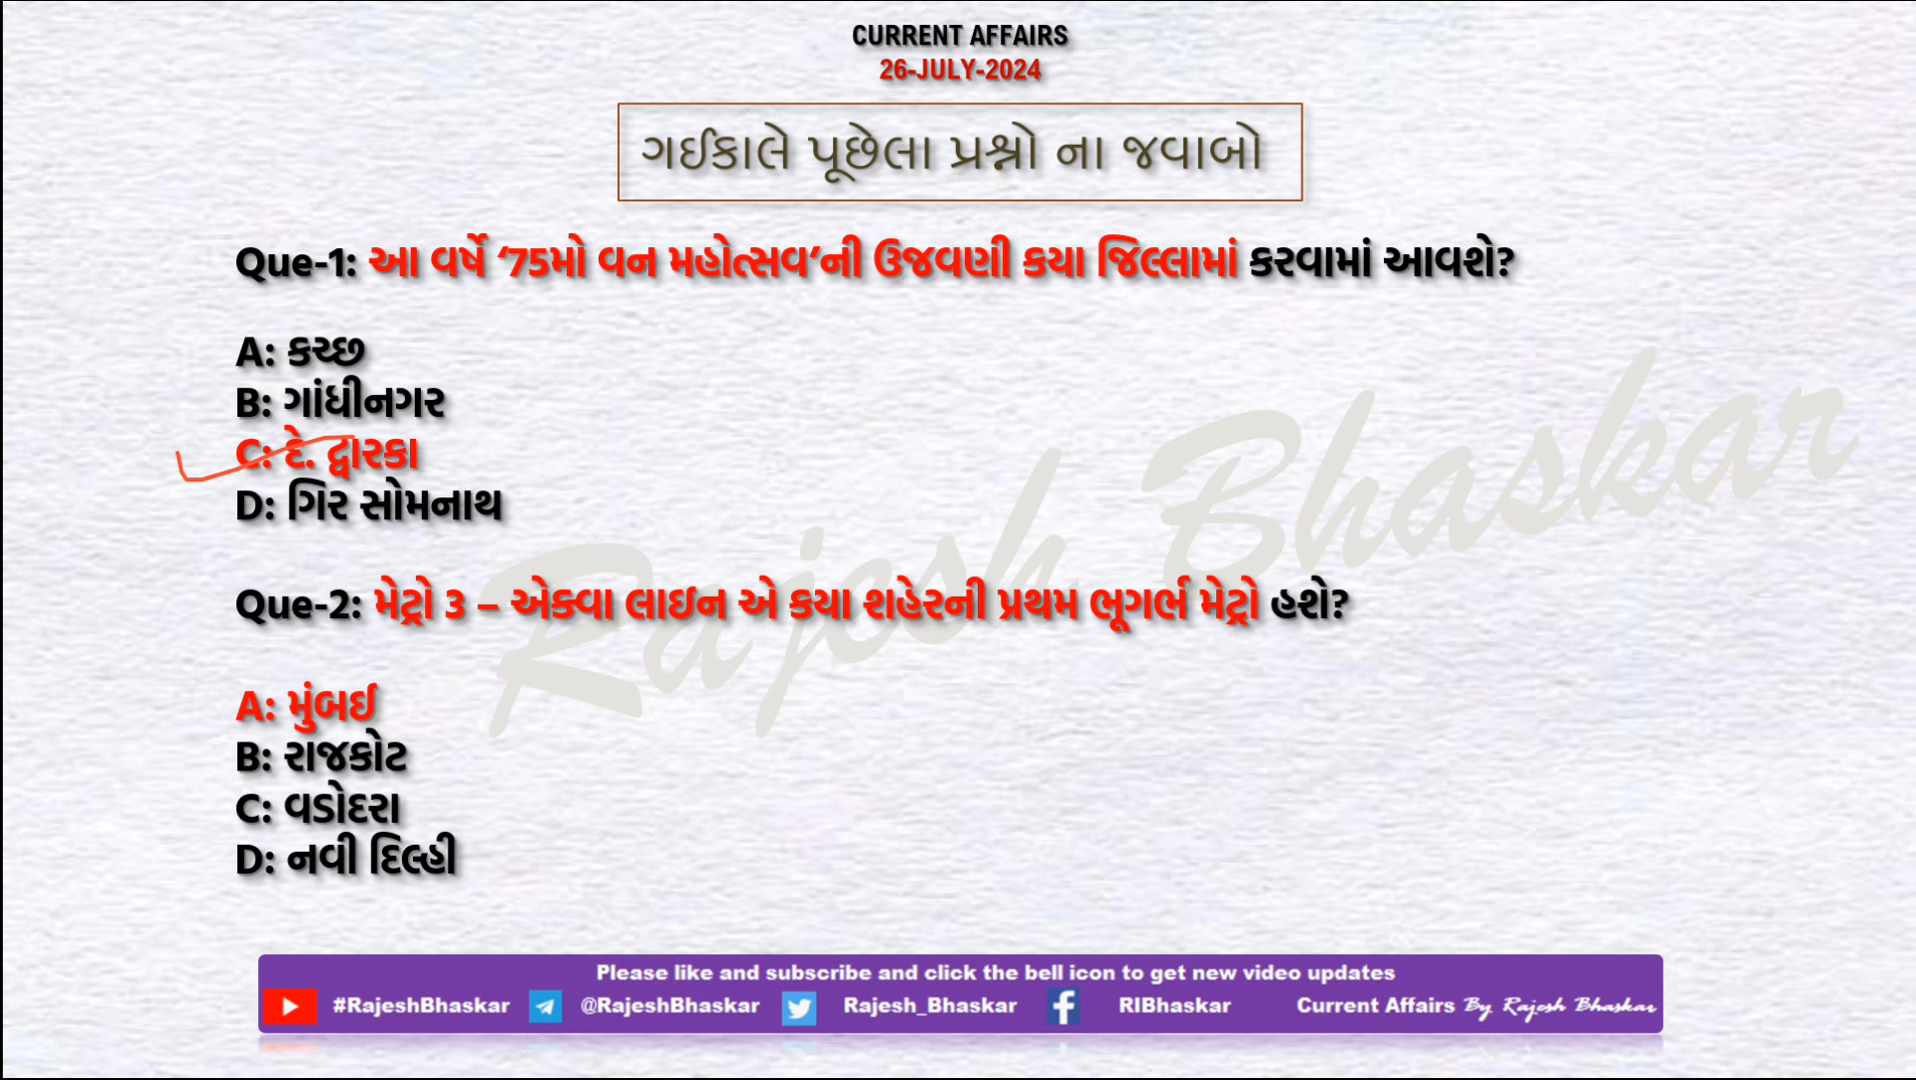 CURRENT AFFAIRS
26-JULY-2024
ગઈકાલે પૂછેલા પ્રશ્નો ના જવાબો
Que-1: આ વર્ષે ‘75મો વન મહોત્સવ’ની ઉજવણી કયા જિલ્લામાં કરવામાં આવશે?
A: કચ્છ
B: ગાંધીનગર
C: દે. દ્વારકા
D: ગિર સોમનાથ
Que-2: મેટ્રો 3 – એક્વા લાઇન એ કયા શહેરની પ્રથમ ભૂગર્ભ મેટ્રો હશે?
A: મુંબઈ
B: રાજકોટ
C: વડોદરા
D: નવી દિલ્હી
Rajesh Bhaskar
Please like and subscribe and click the bell icon to get new video updates
#RajeshBhaskar @RajeshBhaskar Rajesh_Bhaskar RIBhaskar Current Affairs By Rajesh Bhaskar